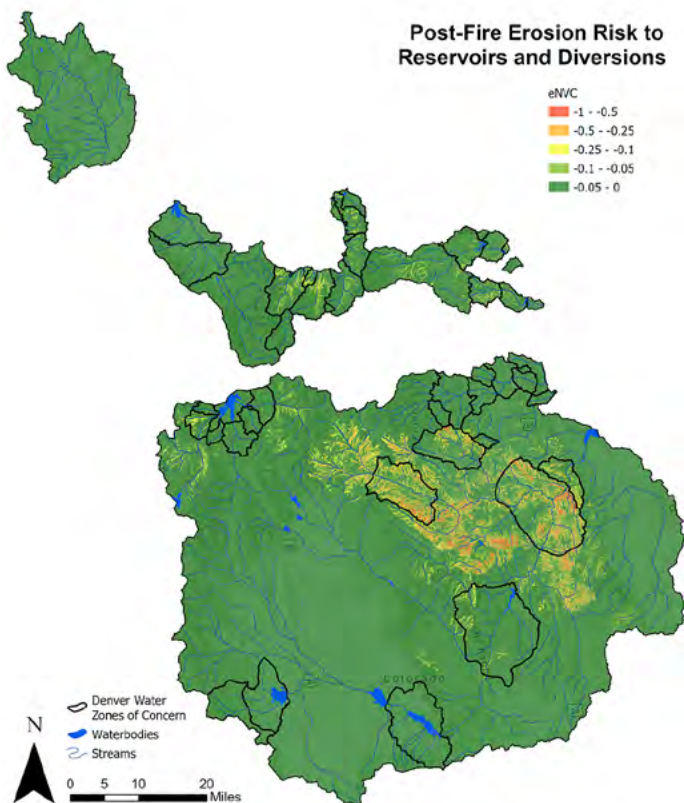 Post-Fire Erosion Risk to
Reservoirs and Diversions
eNVC
-1 - -0.5
-0.5 - -0.25
-0.25 - -0.1
-0.1 - -0.05
-0.05 - 0
Colorado
Denver Water
Zones of Concern
Waterbodies
Streams
N
0 5 10 20
Miles